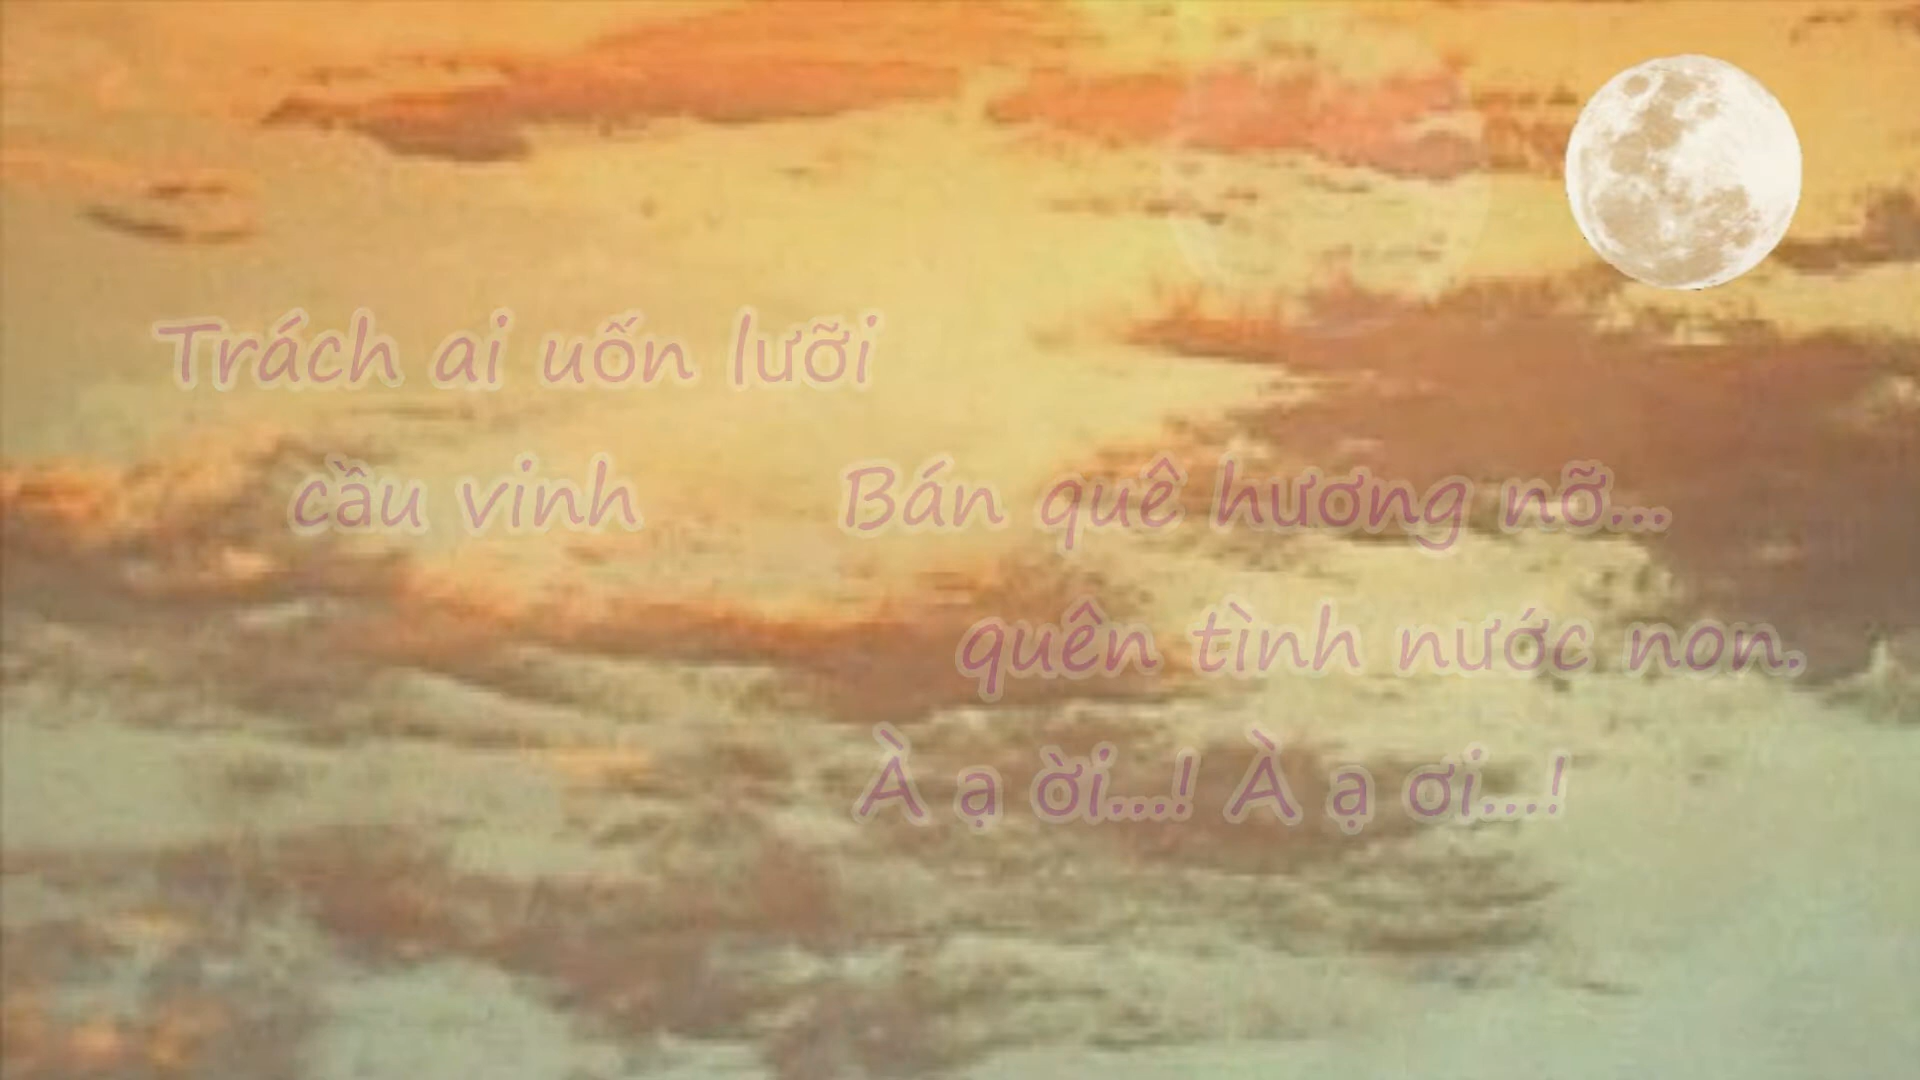 Trách ai uốn lưỡi
cầu vinh
Bán quê hương nỡ...
quên tình nước non.
À ạ ời...! À ạ ơi...!